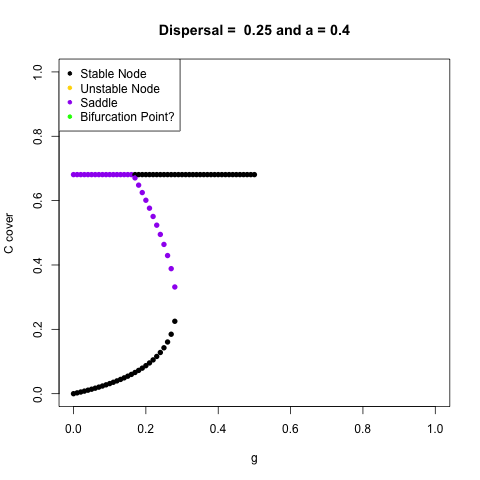 Dispersal =  0.25 and a = 0.4
Stable Node
Unstable Node
Saddle
Bifurcation Point?
C cover
1.0
0.8
0.6
0.4
0.2
0.0
0.0 0.2 0.4 0.6 0.8 1.0
g